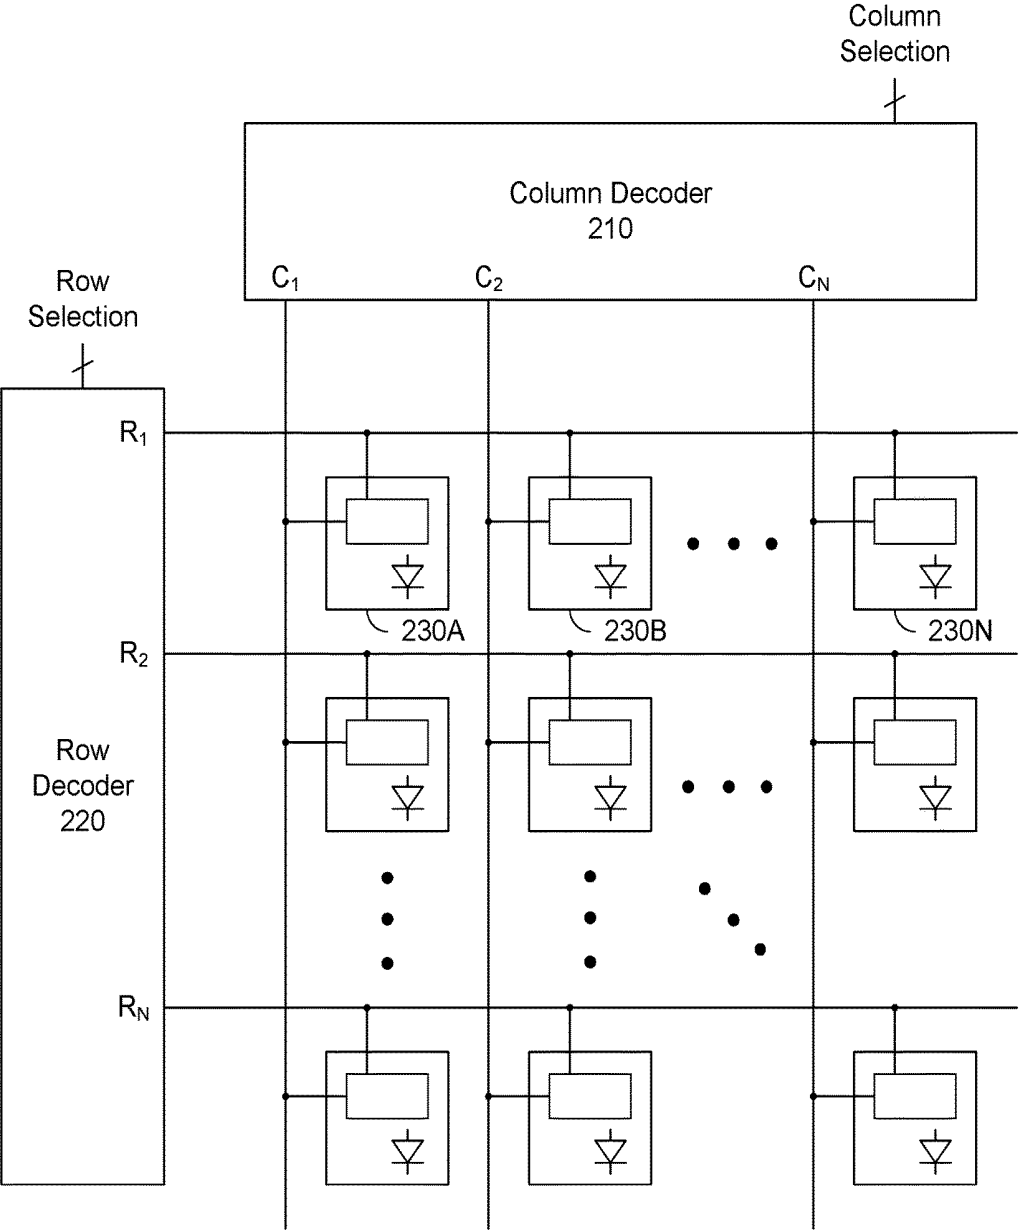 Column
Selection
Column Decoder
210
C1 C2 CN
Row
Selection
R1
230A 230B 230N
R2
Row
Decoder
220
RN